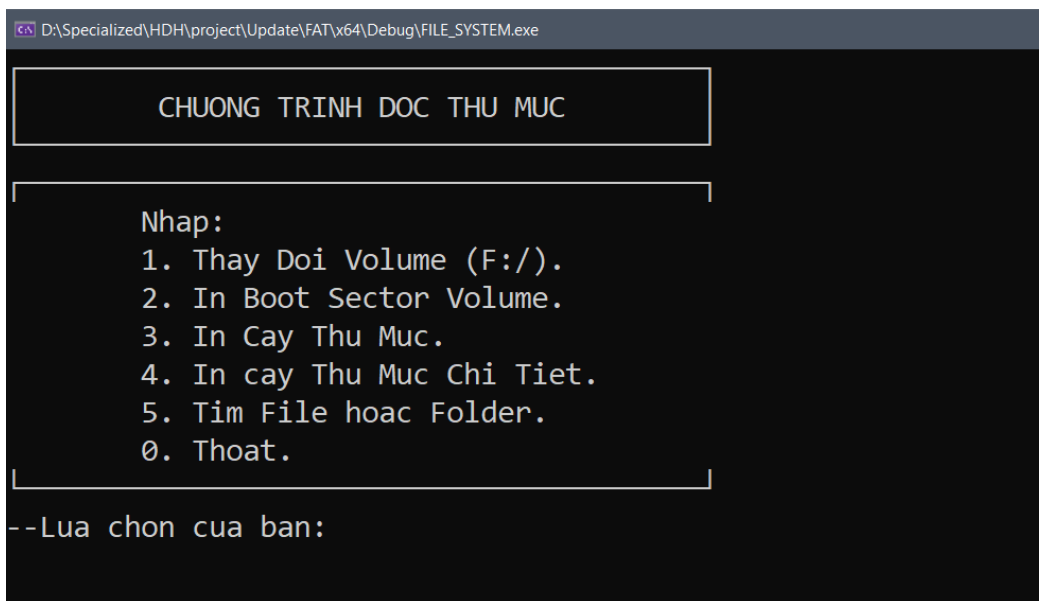 D:\Specialized\HDH\project\Update\FAT\x64\Debug\FILE_SYSTEM.exe
CHUONG TRINH DOC THU MUC
Nhap:
1. Thay Doi Volume (F:/).
2. In Boot Sector Volume.
3. In Cay Thu Muc.
4. In cay Thu Muc Chi Tiet.
5. Tim File hoac Folder.
0. Thoat.
--Lua chon cua ban: